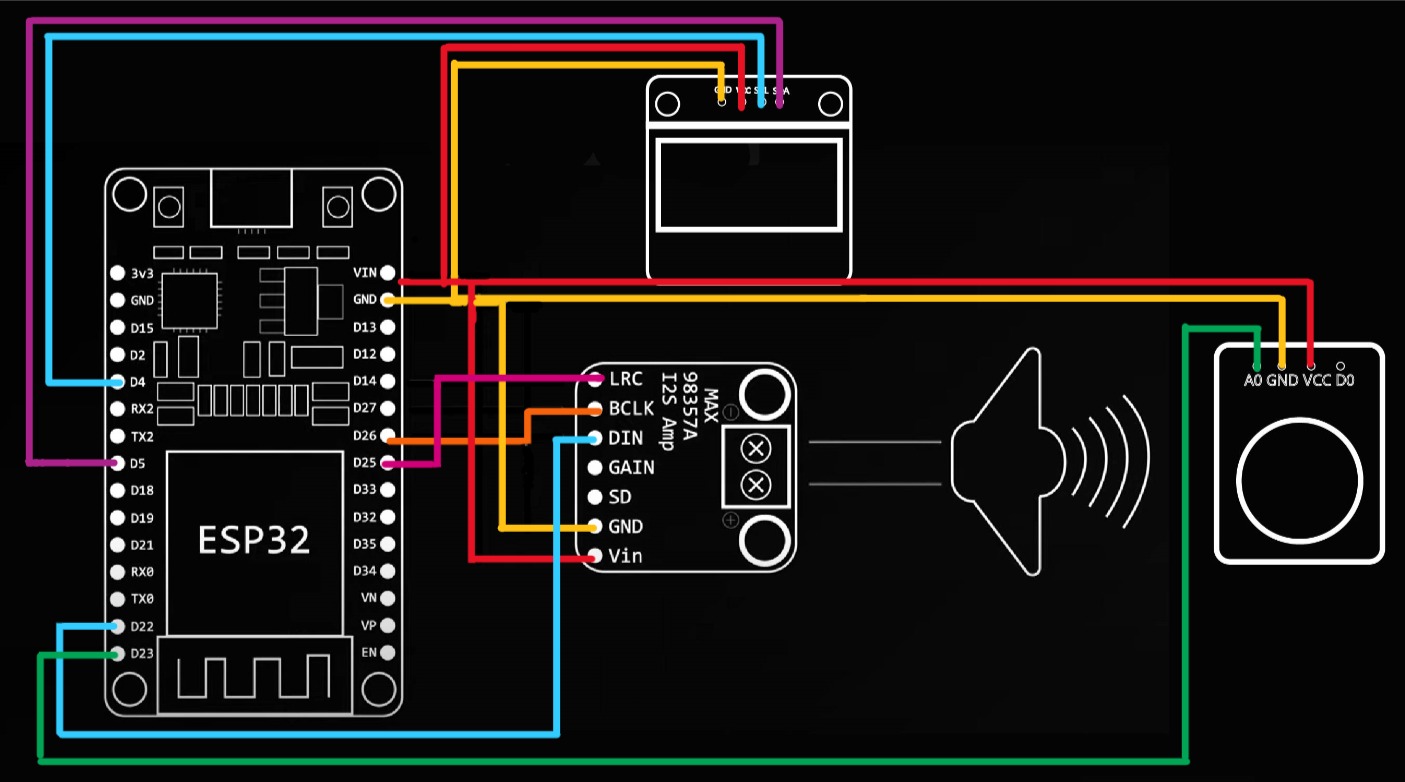 GND VCC SCL SDA
3v3
GND
D15
D2
D4
RX2
TX2
D5
D18
D19
D21
RX0
TX0
D22
D23
VIN
GND
D13
D12
D14
D27
D26
D25
D33
D32
D35
D34
VN
VP
EN
ESP32
LRC
BCLK
DIN
GAIN
SD
GND
Vin
MAX
98357A
I2S Amp
A0 GND VCC D0